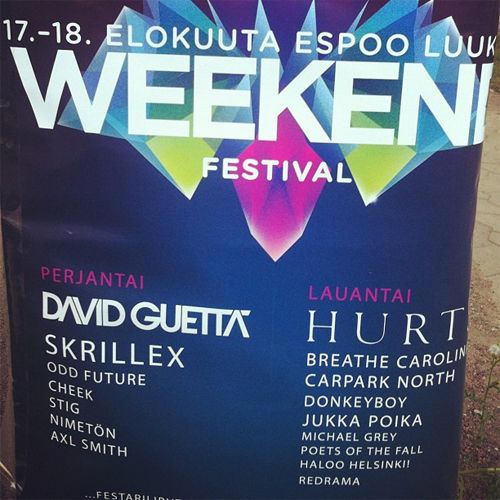 17.-18. ELOKUUTA ESPOO LUUK
WEEKEN
FESTIVAL
PERJANTAI
DAVID GUETTA
SKRILLEX
ODD FUTURE
CHEEK
STIG
NIMETÖN
AXL SMITH
LAUANTAI
HURT
BREATHE CAROLIN
CARPARK NORTH
DONKEYBOY
JUKKA POIKA
MICHAEL GREY
POETS OF THE FALL
HALOO HELSINKI!
REDRAMA